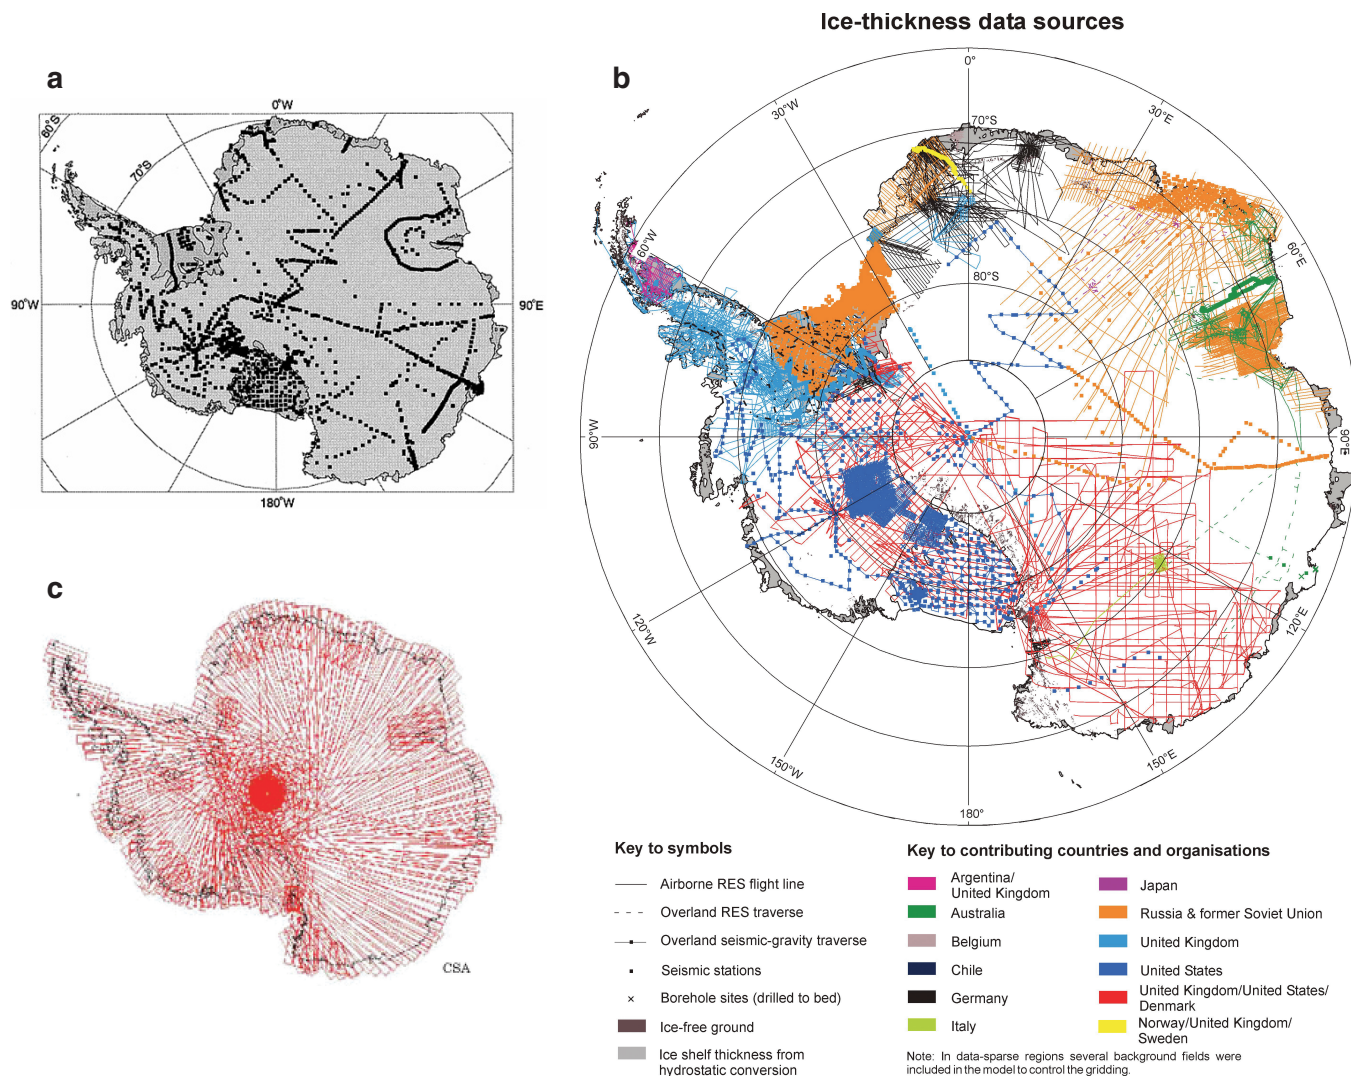 Ice-thickness data sources
a
0°W
60°S
70°S
90°W
90°E
180°W
b
0°
30°W
30°E
70°S
60°W
60°E
80°S
90°W
90°E
120°W
120°E
150°W
150°E
180°
c
CSA
Key to symbols
Airborne RES flight line
Overland RES traverse
Overland seismic-gravity traverse
Seismic stations
Borehole sites (drilled to bed)
Ice-free ground
Ice shelf thickness from
hydrostatic conversion
Key to contributing countries and organisations
Argentina/
United Kingdom
Australia
Belgium
Chile
Germany
Italy
Japan
Russia & former Soviet Union
United Kingdom
United States
United Kingdom/United States/
Denmark
Norway/United Kingdom/
Sweden
Note: In data-sparse regions several background fields were
included in the model to control the gridding.